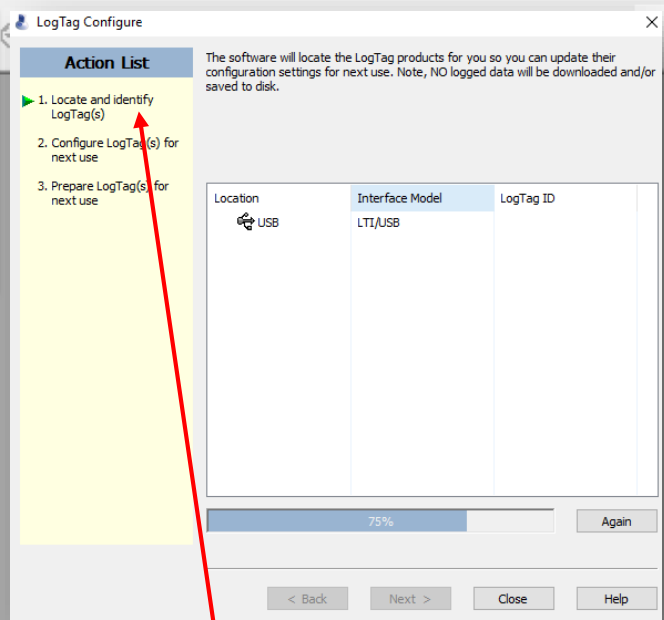 LogTag Configure
Action List
1. Locate and identify
LogTag(s)
2. Configure LogTag(s) for
next use
3. Prepare LogTag(s) for
next use
The software will locate the LogTag products for you so you can update their
configuration settings for next use. Note, NO logged data will be downloaded and/or
saved to disk.
Location Interface Model LogTag ID
USB LTI/USB
75%
Again
< Back Next > Close Help